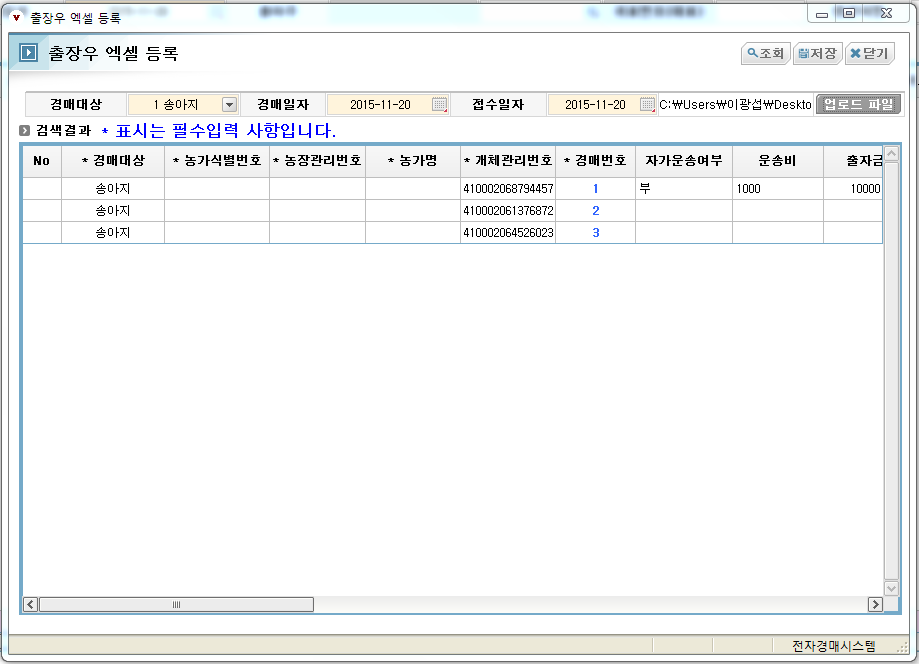 출장우 엑셀 등록
출장우 엑셀 등록
조회 저장 닫기
경매대상 1 송아지 경매일자 2015-11-20 접수일자 2015-11-20 C:₩Users₩이광섭₩Deskto 업로드 파일
검색결과 * 표시는 필수입력 사항입니다.
No * 경매대상 * 농가식별번호 * 농장관리번호 * 농가명 * 개체관리번호 * 경매번호 자가운송여부 운송비 출자금
송아지 410002068794457 1 부 1000 10000
송아지 410002061376872 2
송아지 410002064526023 3
전자경매시스템